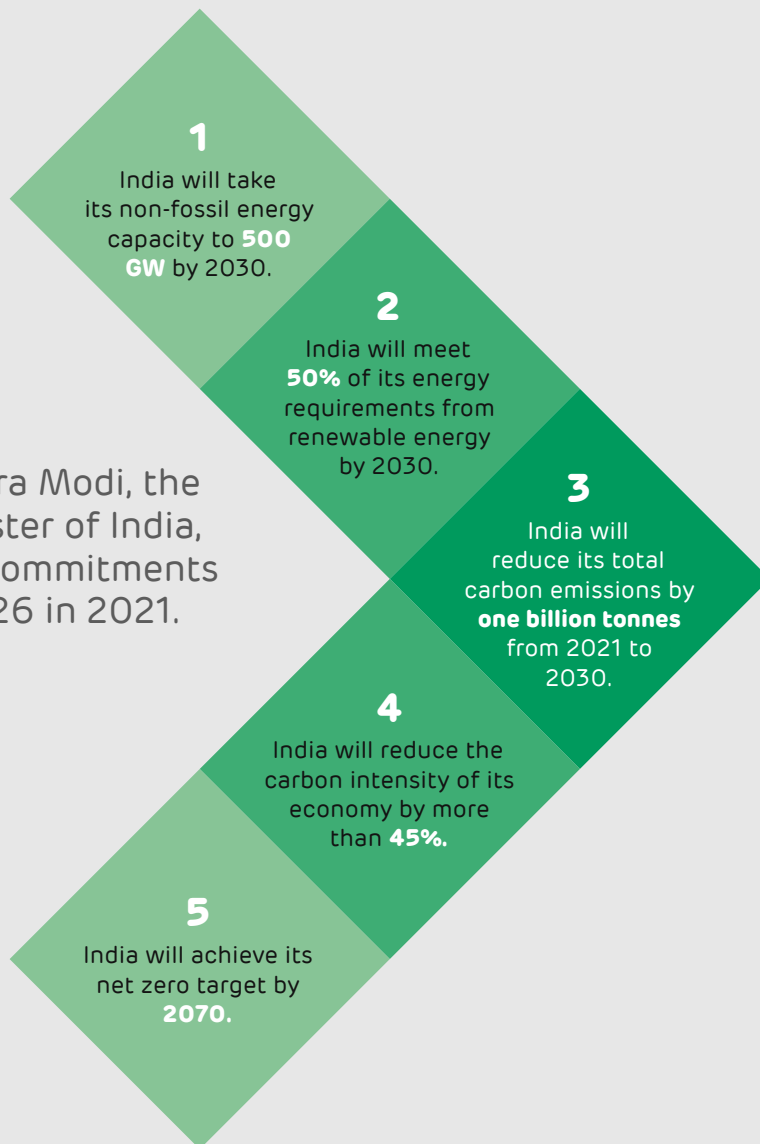 1
India will take
its non-fossil energy
capacity to 500
GW by 2030.
2
India will meet
50% of its energy
requirements from
renewable energy
by 2030.
ra Modi, the
ster of India,
ommitments
26 in 2021.
3
India will
reduce its total
carbon emissions by
one billion tonnes
from 2021 to
2030.
4
India will reduce the
carbon intensity of its
economy by more
than 45%.
5
India will achieve its
net zero target by
2070.